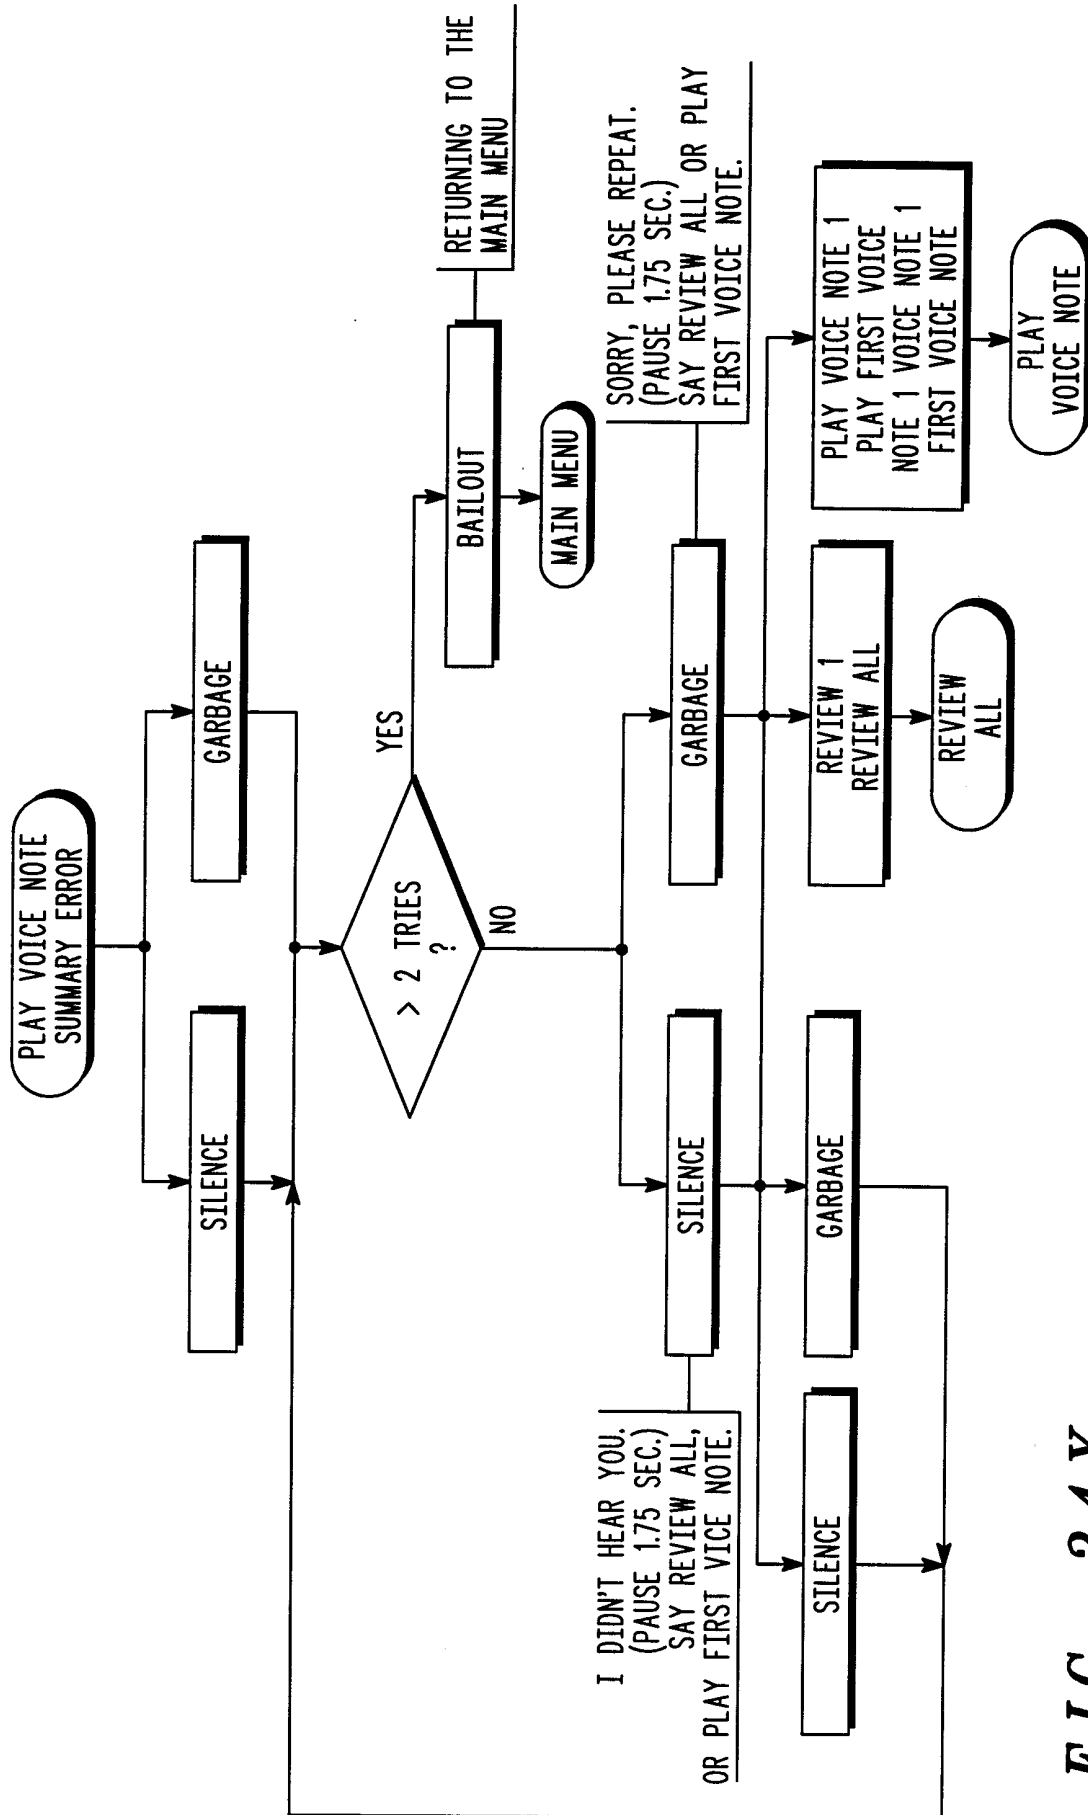 PLAY VOICE NOTE
SUMMARY ERROR
SILENCE
GARBAGE
> 2 TRIES
?
YES
NO
BAILOUT
RETURNING TO THE
MAIN MENU
MAIN MENU
I DIDN'T HEAR YOU.
(PAUSE 1.75 SEC.)
SAY REVIEW ALL,
OR PLAY FIRST VICE NOTE.
SILENCE
GARBAGE
SORRY, PLEASE REPEAT.
(PAUSE 1.75 SEC.)
SAY REVIEW ALL OR PLAY
FIRST VOICE NOTE.
SILENCE
GARBAGE
REVIEW 1
REVIEW ALL
PLAY VOICE NOTE 1
PLAY FIRST VOICE
NOTE 1 VOICE NOTE 1
FIRST VOICE NOTE
REVIEW
ALL
PLAY
VOICE NOTE